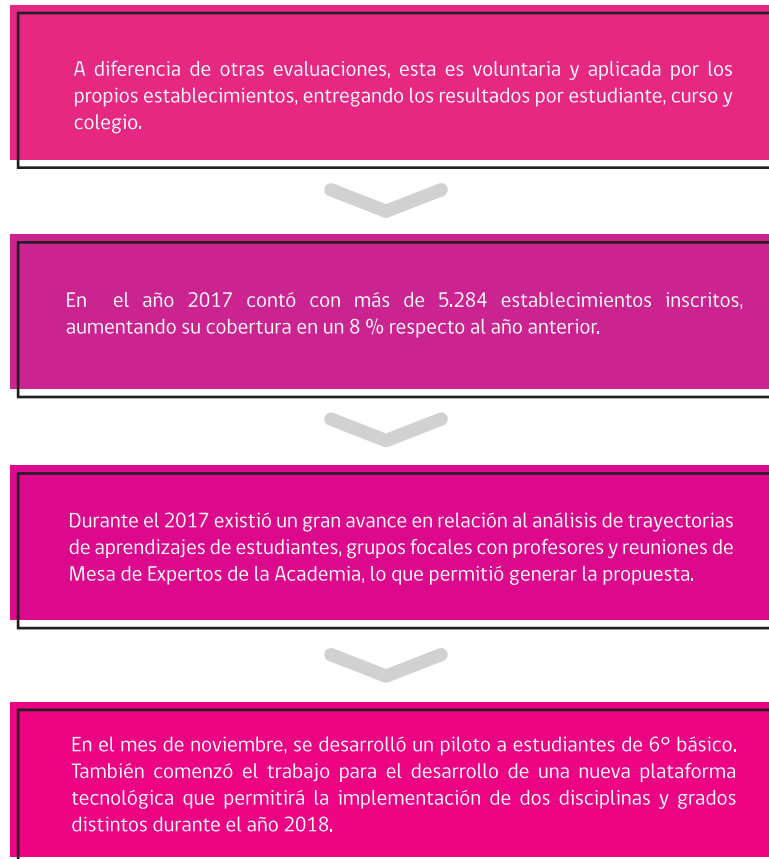 A diferencia de otras evaluaciones, esta es voluntaria y aplicada por los
propios establecimientos, entregando los resultados por estudiante, curso y
colegio.
En el año 2017 contó con más de 5.284 establecimientos inscritos,
aumentando su cobertura en un 8 % respecto al año anterior.
Durante el 2017 existió un gran avance en relación al análisis de trayectorias
de aprendizajes de estudiantes, grupos focales con profesores y reuniones de
Mesa de Expertos de la Academia, lo que permitió generar la propuesta.
En el mes de noviembre, se desarrolló un piloto a estudiantes de 6° básico.
También comenzó el trabajo para el desarrollo de una nueva plataforma
tecnológica que permitirá la implementación de dos disciplinas y grados
distintos durante el año 2018.